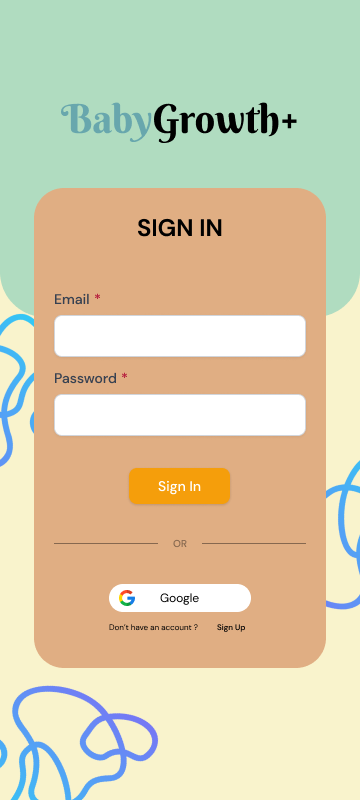 BabyGrowth+
SIGN IN
Email *
Password *
Sign In
OR
Google
Don't have an account ? Sign Up